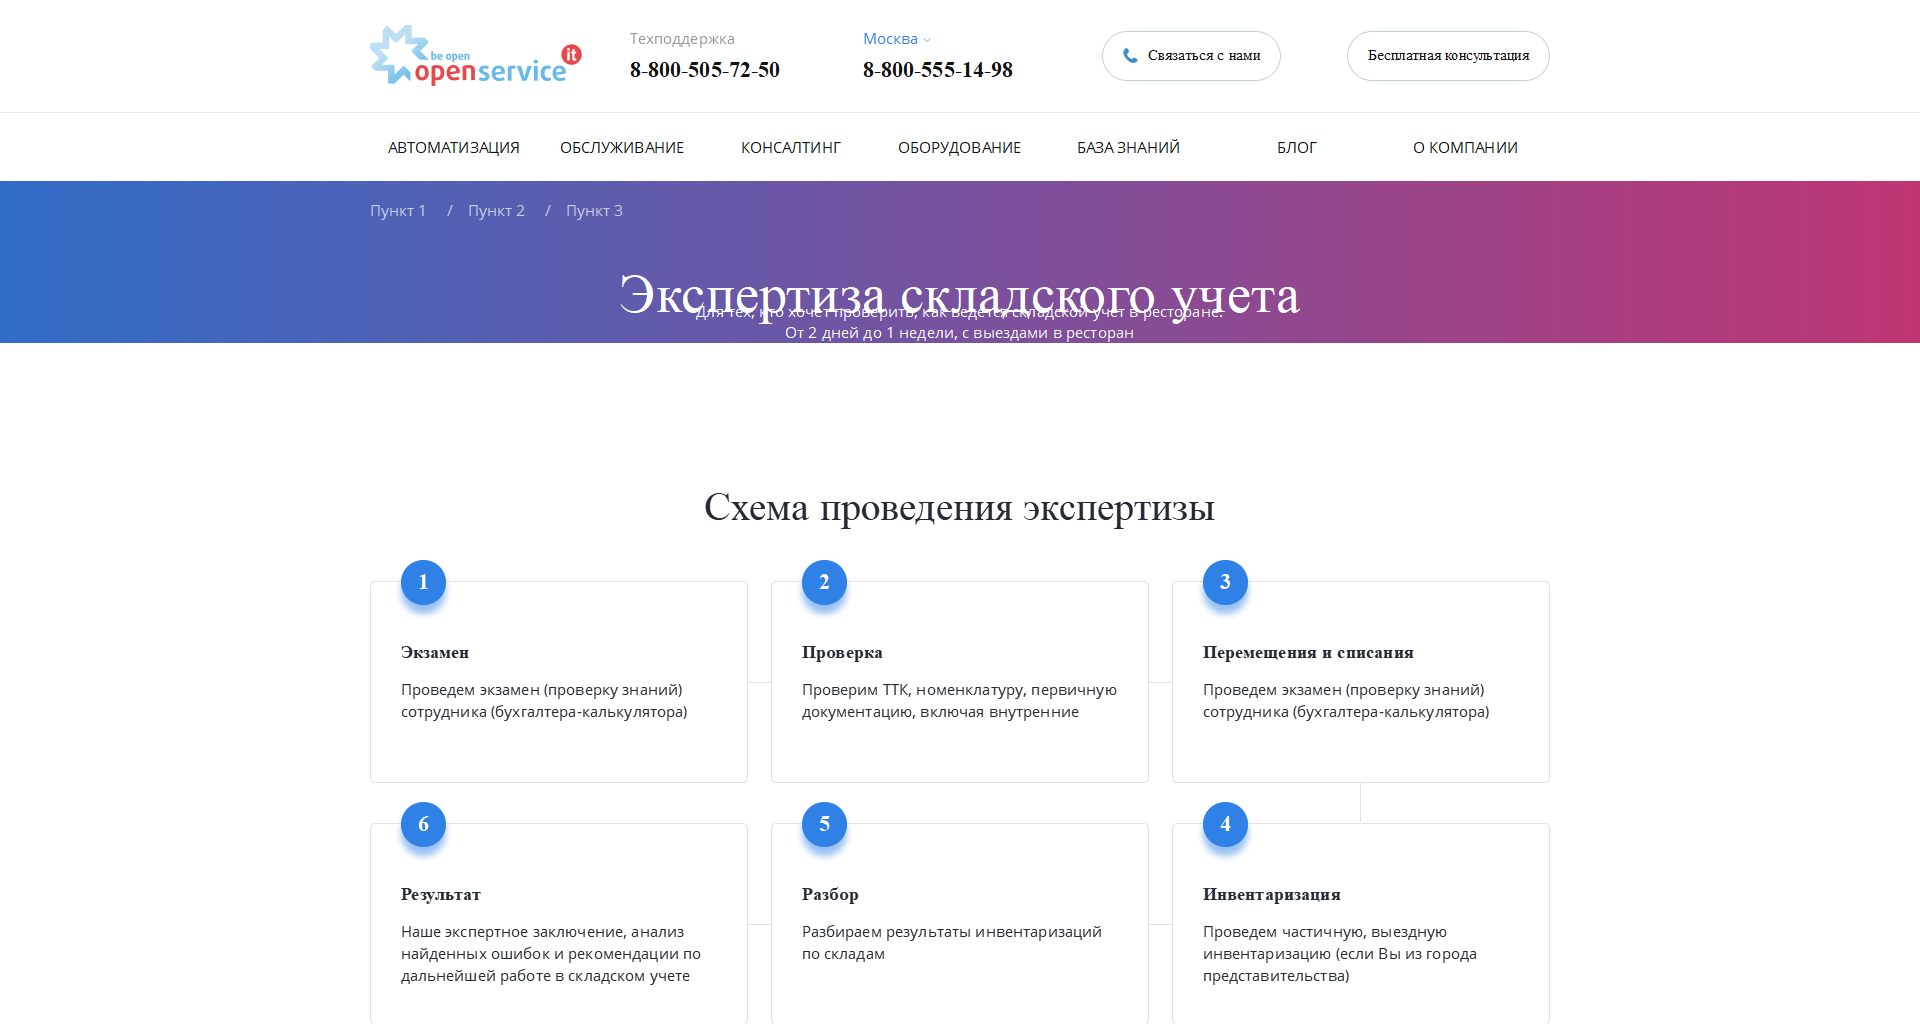 be open
openservice it
Техподдержка
8-800-505-72-50
Москва
8-800-555-14-98
Связаться с нами
Бесплатная консультация
АВТОМАТИЗАЦИЯ ОБСЛУЖИВАНИЕ КОНСАЛТИНГ ОБОРУДОВАНИЕ БАЗА ЗНАНИЙ БЛОГ О КОМПАНИИ
Пункт 1 / Пункт 2 / Пункт 3
Экспертиза складского учета
Для тех, кто хочет проверить, как ведется складской учет в ресторане.
От 2 дней до 1 недели, с выездами в ресторан
Схема проведения экспертизы
1
Экзамен
Проведем экзамен (проверку знаний)
сотрудника (бухгалтера-калькулятора)
2
Проверка
Проверим ТТК, номенклатуру, первичную
документацию, включая внутренние
3
Перемещения и списания
Проведем экзамен (проверку знаний)
сотрудника (бухгалтера-калькулятора)
6
Результат
Наше экспертное заключение, анализ
найденных ошибок и рекомендации по
дальнейшей работе в складском учете
5
Разбор
Разбираем результаты инвентаризаций
по складам
4
Инвентаризация
Проведем частичную, выездную
инвентаризацию (если Вы из города
представительства)